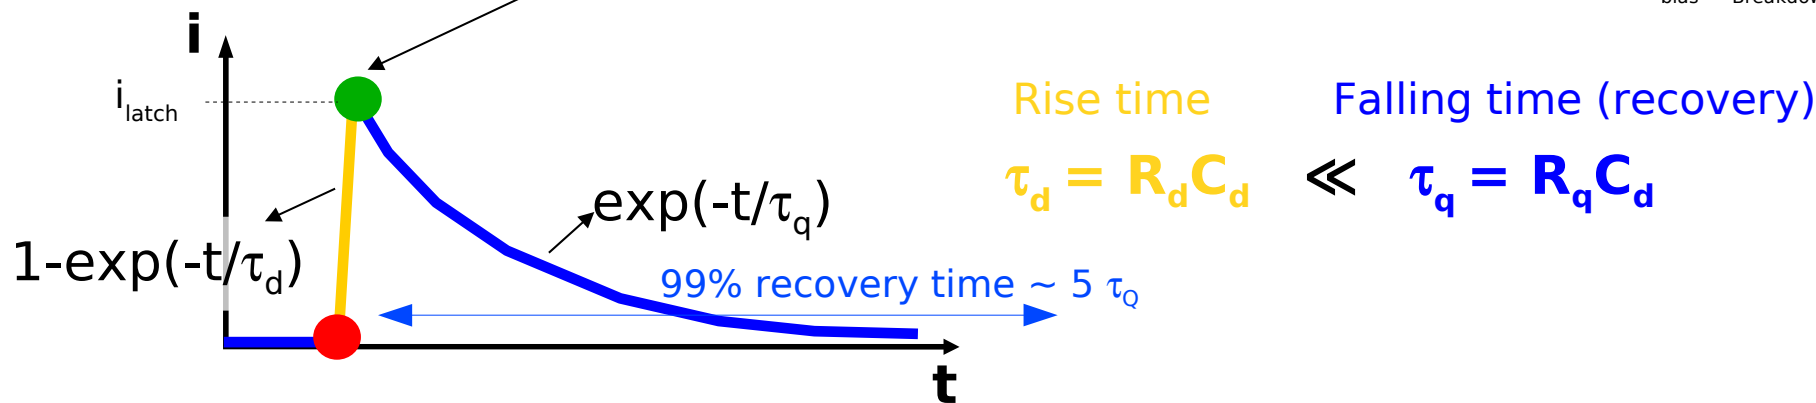 i
i_latch
Rise time
Falling time (recovery)
τ_d = R_dC_d ≪ τ_q = R_qC_d
exp(-t/τ_q)
1-exp(-t/τ_d)
99% recovery time ~ 5 τ_Q
t